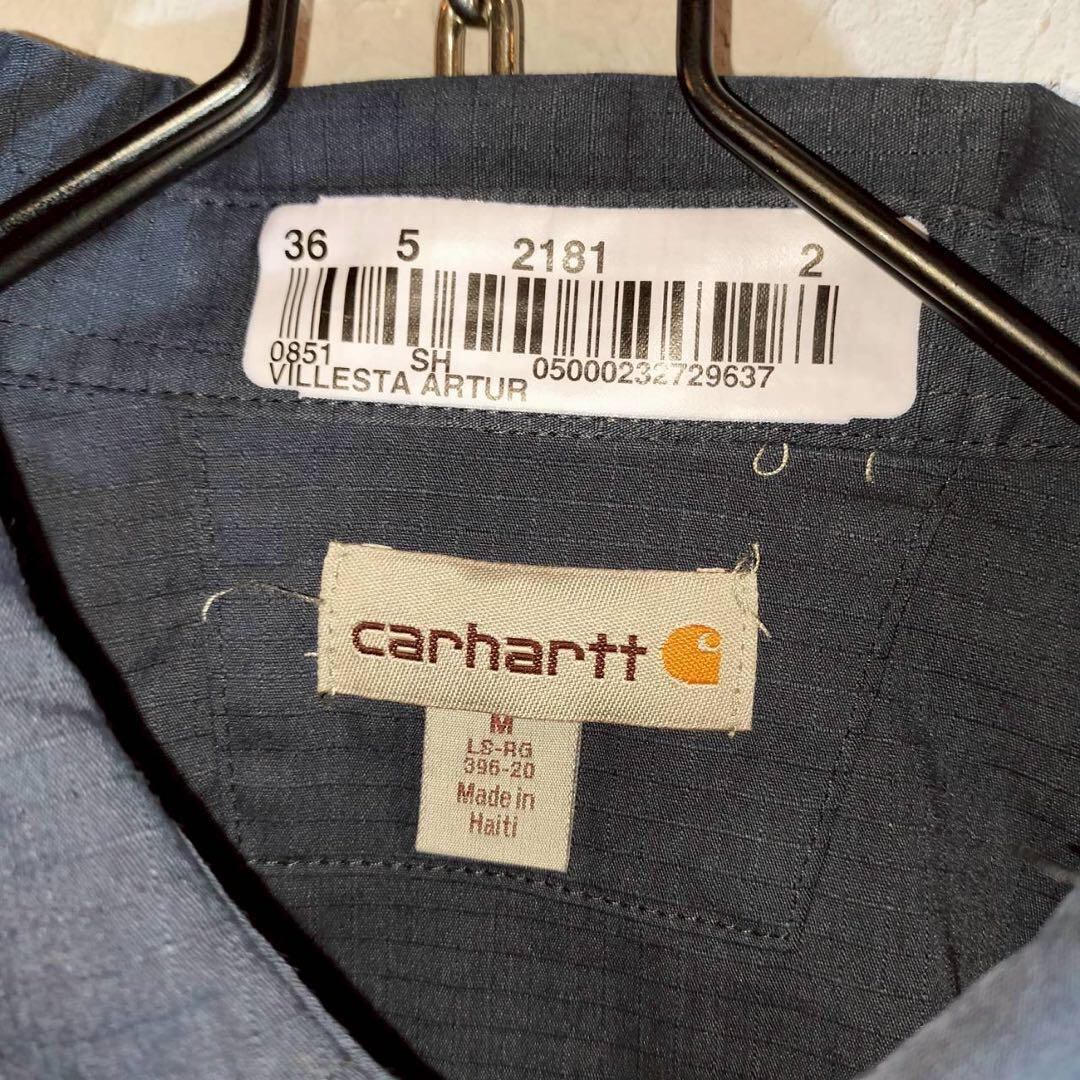 36 5 2181 2
0851 SH 05000232729637
VILLESTA ARTUR
carhartt
M
LS-RG
396-20
Made in
Haiti